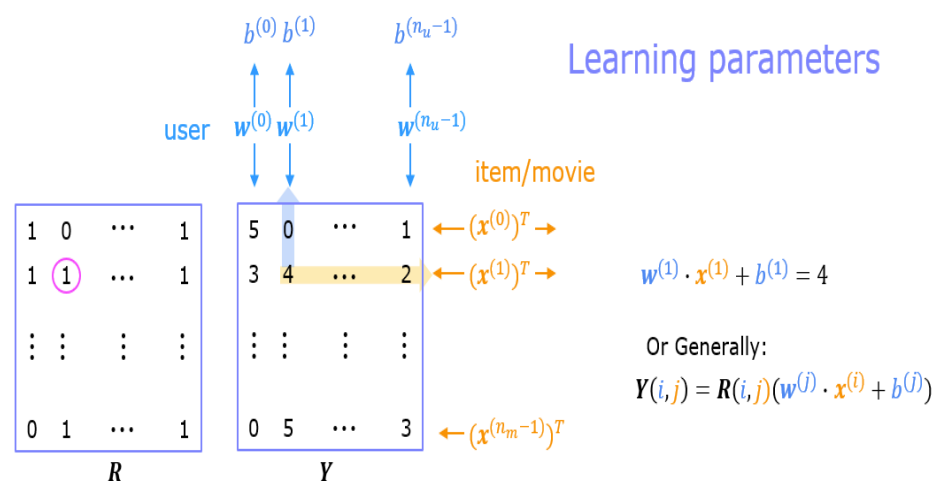 Learning parameters
b^(0) b^(1) b^(n_u−1)
user w^(0) w^(1) w^(n_u−1)
item/movie
1 0 ⋯ 1
1 1 ⋯ 1
⋮ ⋮ ⋮ ⋮
0 1 ⋯ 1
R
5 0 ⋯ 1
3 4 ⋯ 2
⋮ ⋮ ⋮ ⋮
0 5 ⋯ 3
Y
(x^(0))^T
(x^(1))^T
(x^(n_m−1))^T
w^(1) · x^(1) + b^(1) = 4
Or Generally:
Y(i,j) = R(i,j)(w^(j) · x^(i) + b^(j))